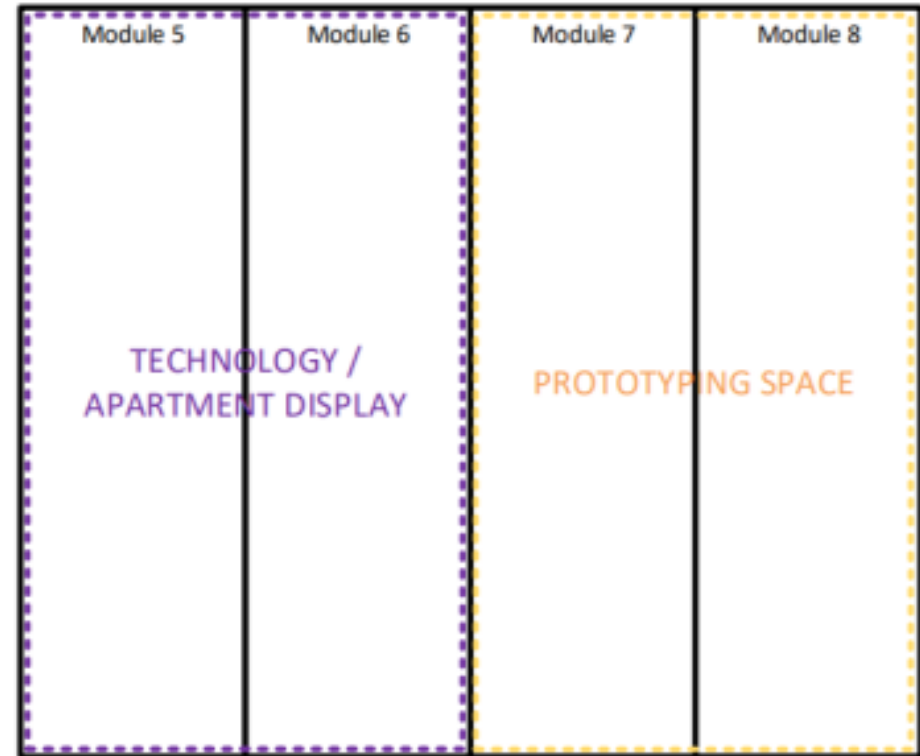 Module 5
Module 6
Module 7
Module 8
TECHNOLOGY /
APARTMENT DISPLAY
PROTOTYPING SPACE